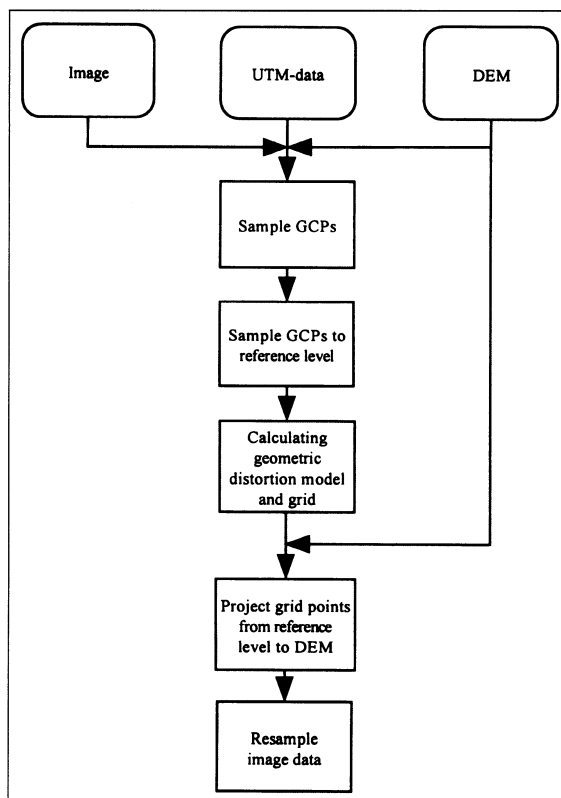 Image
UTM-data
DEM
Sample GCPs
Sample GCPs to
reference level
Calculating
geometric
distortion model
and grid
Project grid points
from reference
level to DEM
Resample
image data